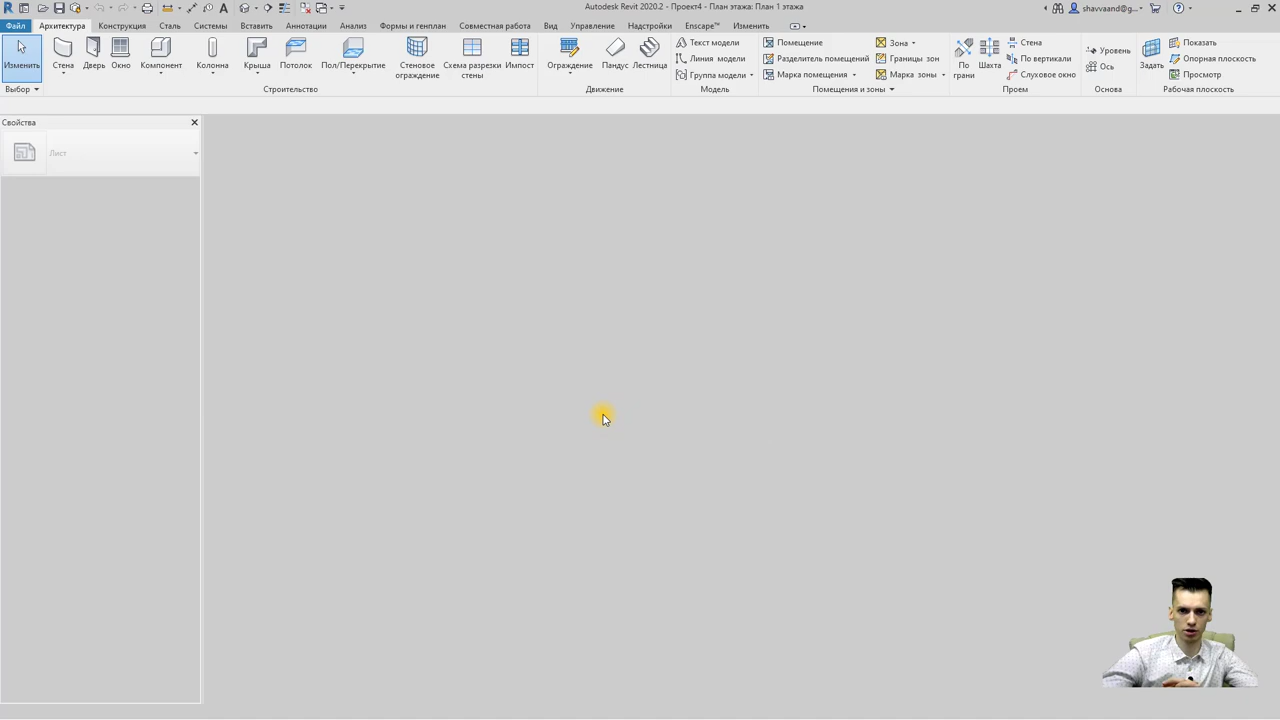 Autodesk Revit 2020.2 - Проект4 - План этажа: План 1 этажа
shavvaand@g...
Файл Архитектура Конструкция Сталь Системы Вставить Аннотации Анализ Формы и генплан Совместная работа Вид Управление Надстройки Enscape™ Изменить
Изменить
Стена
Дверь
Окно
Компонент
Колонна
Крыша
Потолок
Пол/Перекрытие
Стеновое
ограждение
Схема разрезки
стены
Импост
Ограждение
Пандус
Лестница
Текст модели
Линия модели
Группа модели
Помещение
Разделитель помещений
Марка помещения
Зона
Границы зон
Марка зоны
По
грани
Шахта
Стена
По вертикали
Слуховое окно
Уровень
Ось
Задать
Показать
Опорная плоскость
Просмотр
Выбор Строительство Движение Модель Помещения и зоны Проем Основа Рабочая плоскость
Свойства
Лист